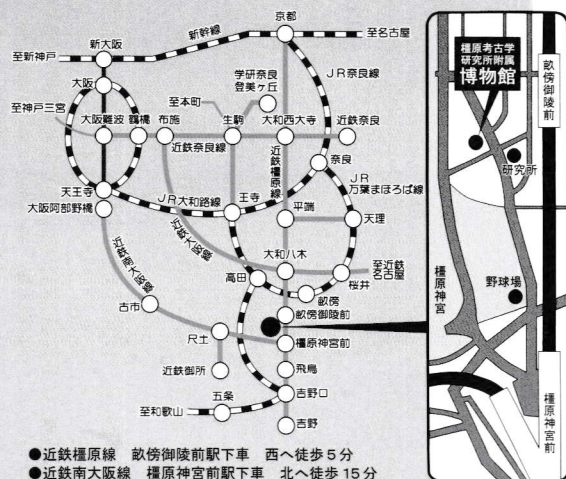 京都
新幹線
至名古屋
至新神戸
新大阪
JR奈良線
大阪
学研奈良
登美ヶ丘
至本町
至神戸三宮
大阪難波
鶴橋
布施
生駒
大和西大寺
近鉄奈良
近鉄奈良線
近鉄橿原線
奈良
JR
万葉まほろば線
天王寺
JR大和路線
王寺
平端
天理
大阪阿部野橋
近鉄大阪線
近鉄南大阪線
大和八木
至近鉄
名古屋
高田
桜井
畝傍
古市
畝傍御陵前
尺土
橿原神宮前
近鉄御所
飛鳥
五条
吉野口
至和歌山
吉野
●近鉄橿原線 畝傍御陵前駅下車 西へ徒歩5分
●近鉄南大阪線 橿原神宮前駅下車 北へ徒歩15分
橿原考古学
研究所附属
博物館
畝傍御陵前
研究所
橿原神宮
野球場
橿原神宮前